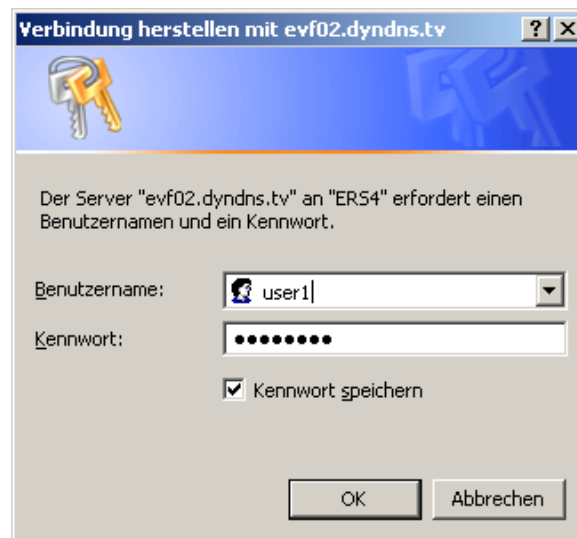 Verbindung herstellen mit evf02.dyndns.tv
Der Server "evf02.dyndns.tv" an "ERS4" erfordert einen
Benutzernamen und ein Kennwort.
Benutzername:
user1
Kennwort:
●●●●●●●●
Kennwort speichern
OK
Abbrechen